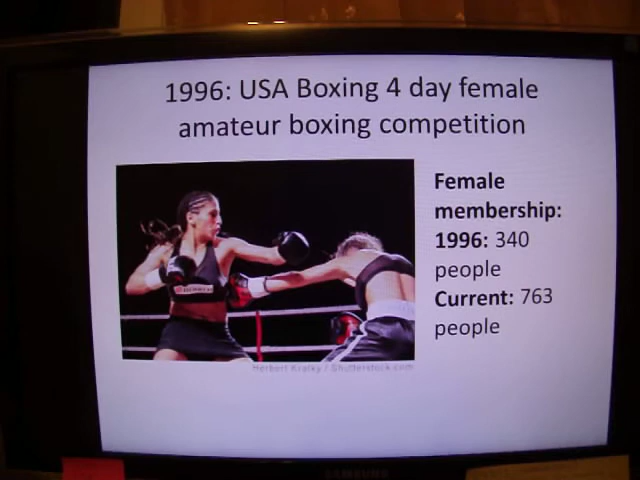 1996: USA Boxing 4 day female
amateur boxing competition
Female
membership:
1996: 340
people
Current: 763
people
Herbert Kratky / Shutterstock.com
SAMSUNG